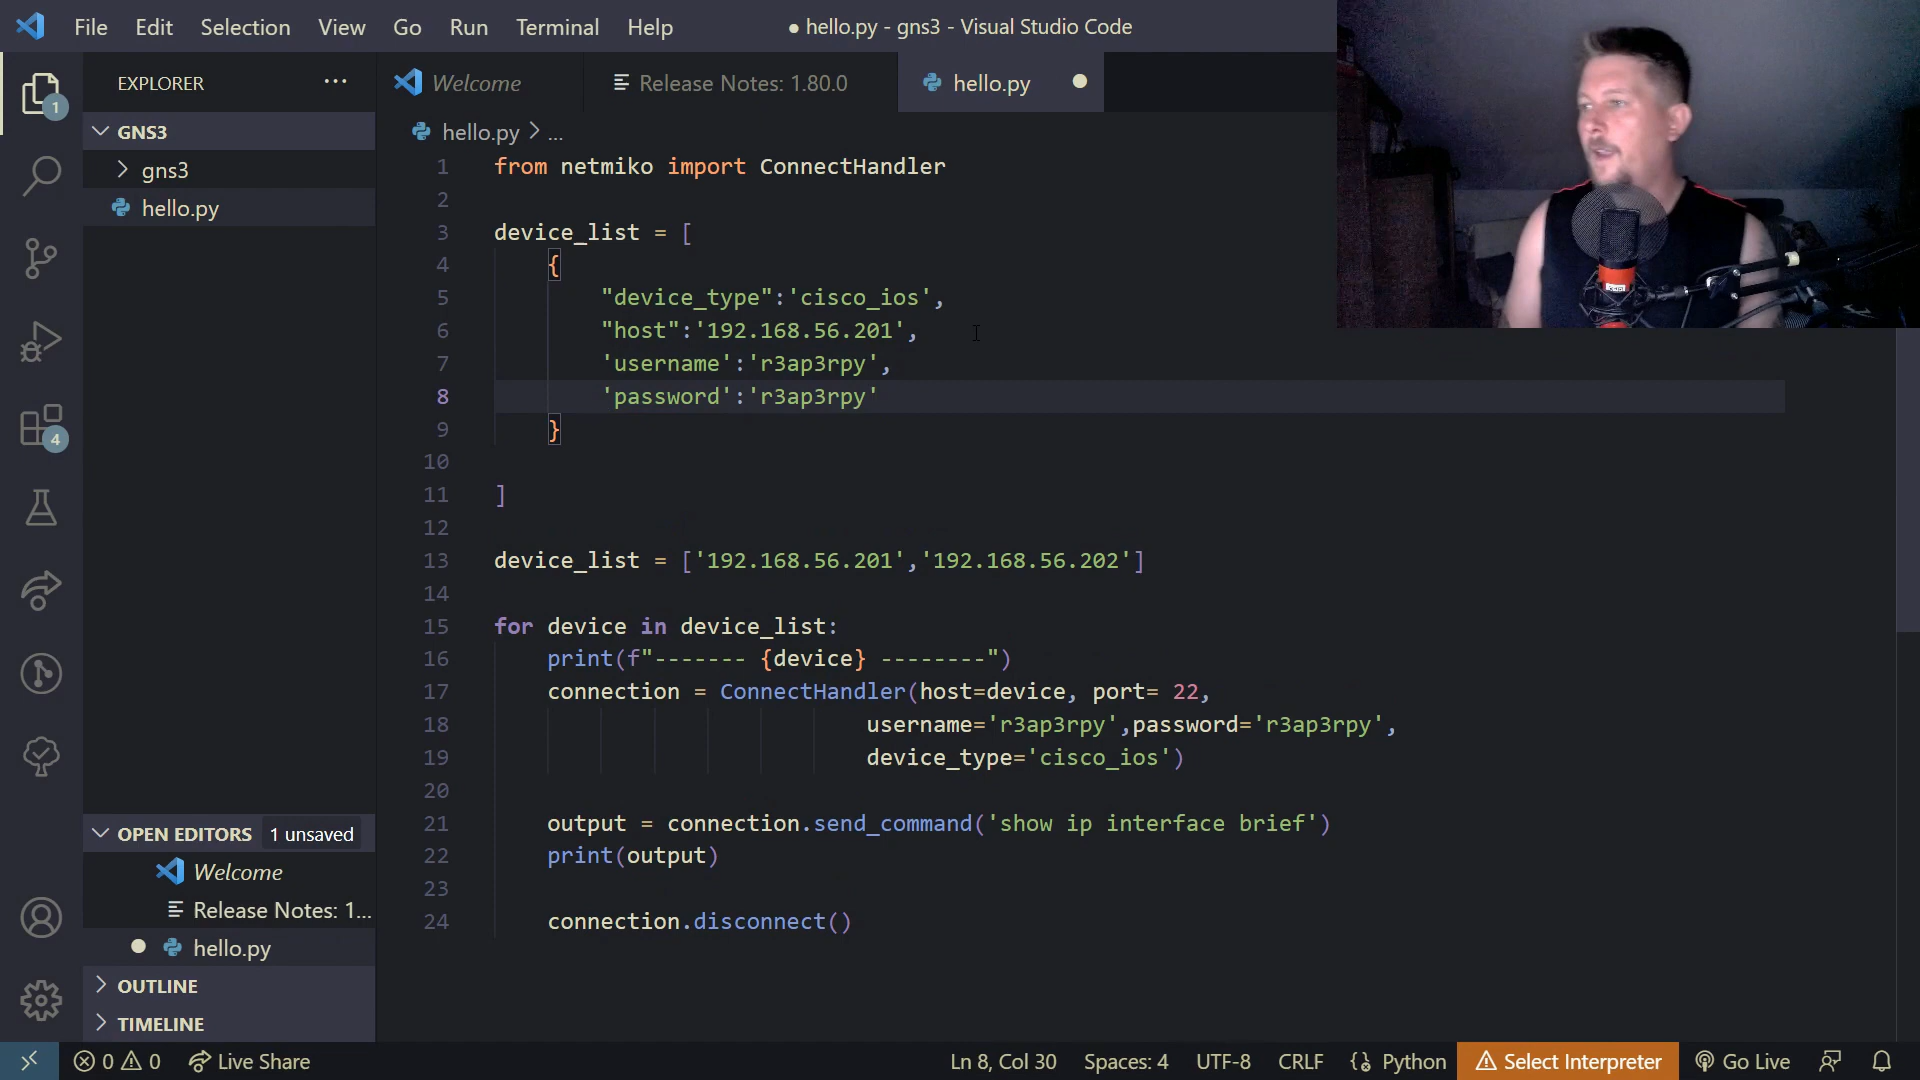 File Edit Selection View Go Run Terminal Help
● hello.py - gns3 - Visual Studio Code
EXPLORER ···
Welcome
Release Notes: 1.80.0
hello.py
1
GNS3
gns3
hello.py
4
hello.py > ...
1 from netmiko import ConnectHandler
2
3 device_list = [
4 {
5 "device_type":'cisco_ios',
6 "host":'192.168.56.201',
7 'username':'r3ap3rpy',
8 'password':'r3ap3rpy'
9 }
10
11 ]
12
13 device_list = ['192.168.56.201','192.168.56.202']
14
15 for device in device_list:
16 print(f"------- {device} --------")
17 connection = ConnectHandler(host=device, port= 22,
18 username='r3ap3rpy',password='r3ap3rpy',
19 device_type='cisco_ios')
20
21 output = connection.send_command('show ip interface brief')
22 print(output)
23
24 connection.disconnect()
OPEN EDITORS 1 unsaved
Welcome
Release Notes: 1...
hello.py
OUTLINE
TIMELINE
0 0 Live Share Ln 8, Col 30 Spaces: 4 UTF-8 CRLF Python Select Interpreter Go Live